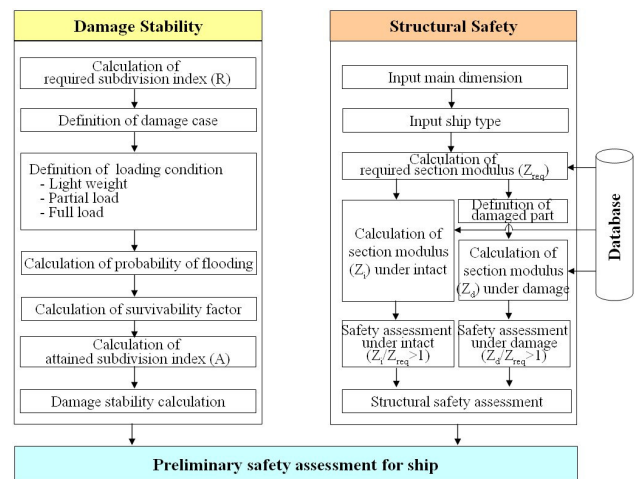 Damage Stability
Calculation of
required subdivision index (R)
Definition of damage case
Definition of loading condition
- Light weight
- Partial load
- Full load
Calculation of probability of flooding
Calculation of survivability factor
Calculation of
attained subdivision index (A)
Damage stability calculation
Structural Safety
Input main dimension
Input ship type
Calculation of
required section modulus (Zreq)
Calculation of
section modulus
(Zi) under intact
Safety assessment
under intact
(Zi/Zreq>1)
Definition of
damaged part
Calculation of
section modulus
(Zd) under damage
Safety assessment
under damage
(Zd/Zreq>1)
Structural safety assessment
Database
Preliminary safety assessment for ship